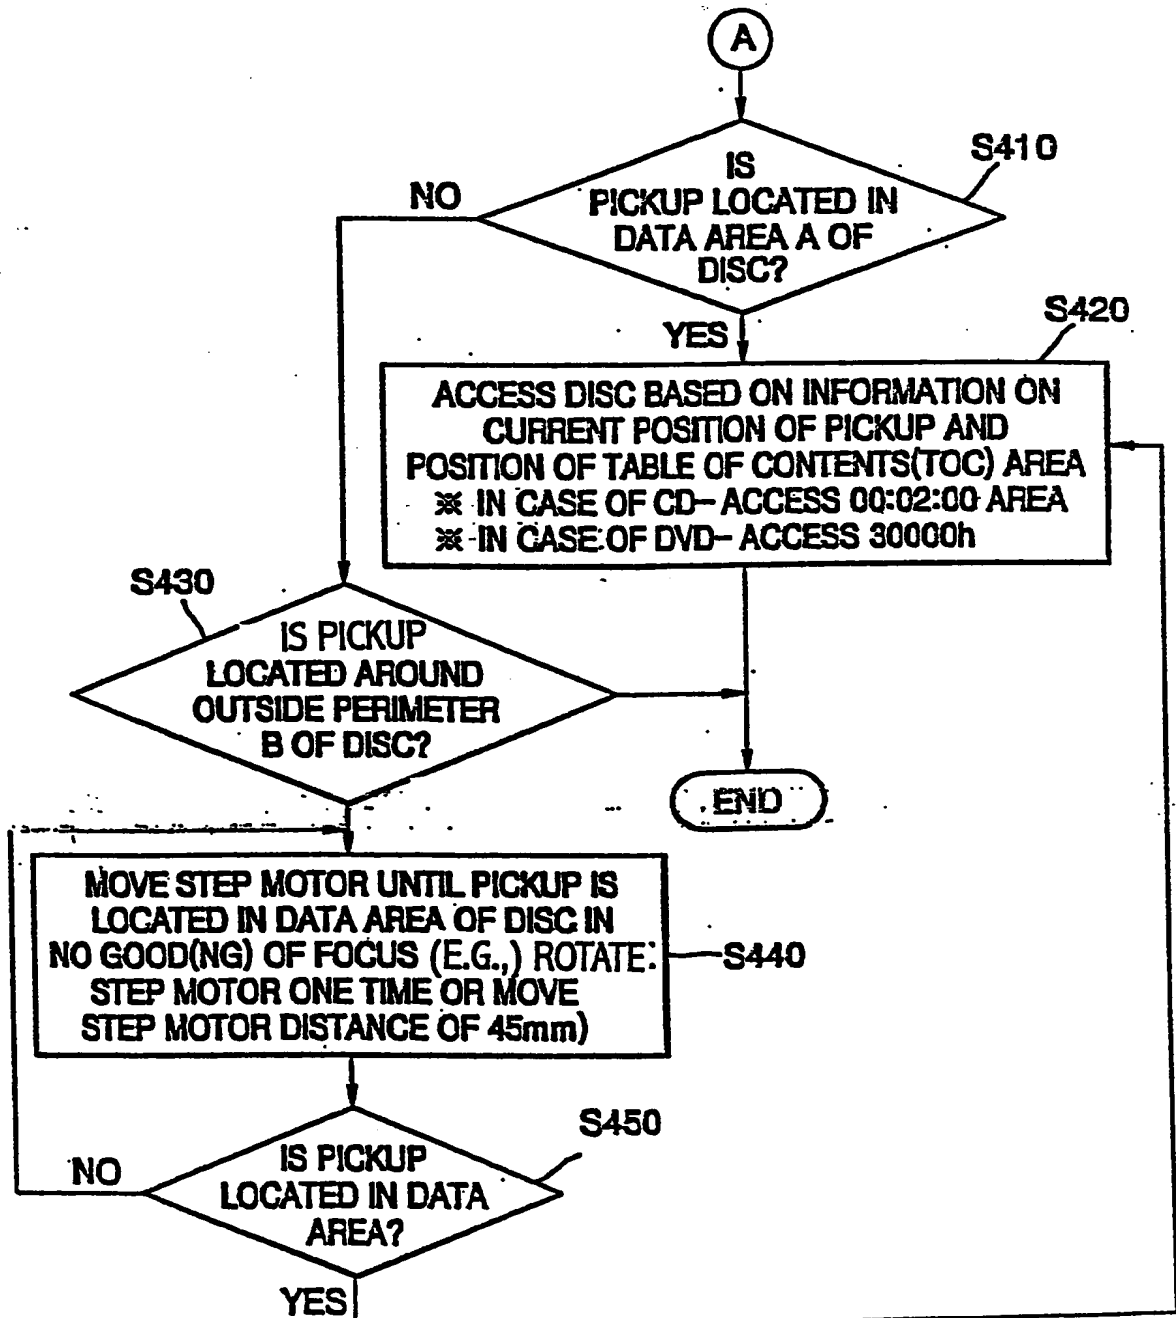 A
IS
PICKUP LOCATED IN
DATA AREA A OF
DISC?
S410
NO
YES
S420
ACCESS DISC BASED ON INFORMATION ON
CURRENT POSITION OF PICKUP AND
POSITION OF TABLE OF CONTENTS(TOC) AREA
※ IN CASE OF CD- ACCESS 00:02:00 AREA
※ IN CASE OF DVD- ACCESS 30000h
S430
IS PICKUP
LOCATED AROUND
OUTSIDE PERIMETER
B OF DISC?
END
MOVE STEP MOTOR UNTIL PICKUP IS
LOCATED IN DATA AREA OF DISC IN
NO GOOD(NG) OF FOCUS (E.G.,) ROTATE:
STEP MOTOR ONE TIME OR MOVE
STEP MOTOR DISTANCE OF 45mm)
S440
S450
IS PICKUP
LOCATED IN DATA
AREA?
NO
YES